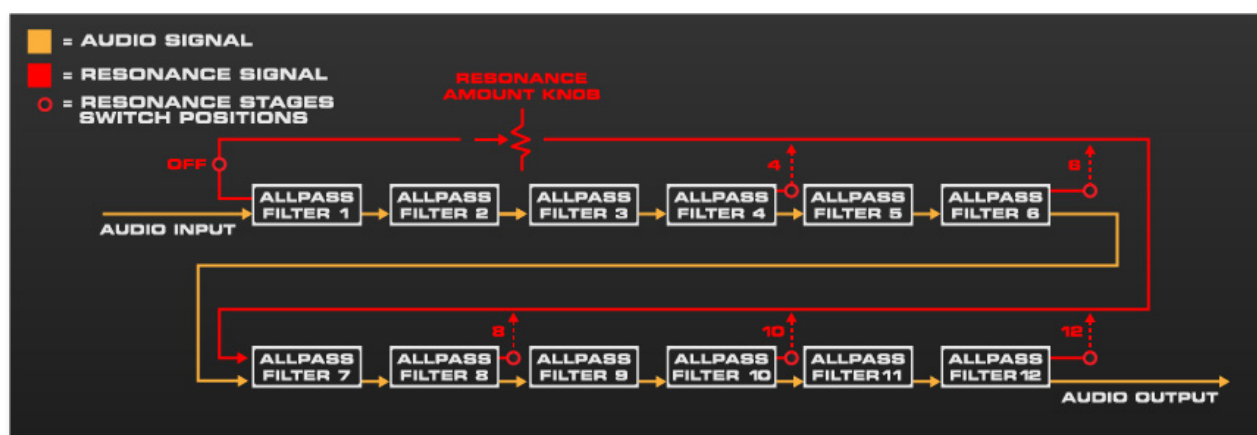 = AUDIO SIGNAL
= RESONANCE SIGNAL
= RESONANCE STAGES
SWITCH POSITIONS
RESONANCE
AMOUNT KNOB
OFF
4
6
ALLPASS
FILTER 1
ALLPASS
FILTER 2
ALLPASS
FILTER 3
ALLPASS
FILTER 4
ALLPASS
FILTER 5
ALLPASS
FILTER 6
AUDIO INPUT
8
10
12
ALLPASS
FILTER 7
ALLPASS
FILTER 8
ALLPASS
FILTER 9
ALLPASS
FILTER 10
ALLPASS
FILTER11
ALLPASS
FILTER12
AUDIO OUTPUT